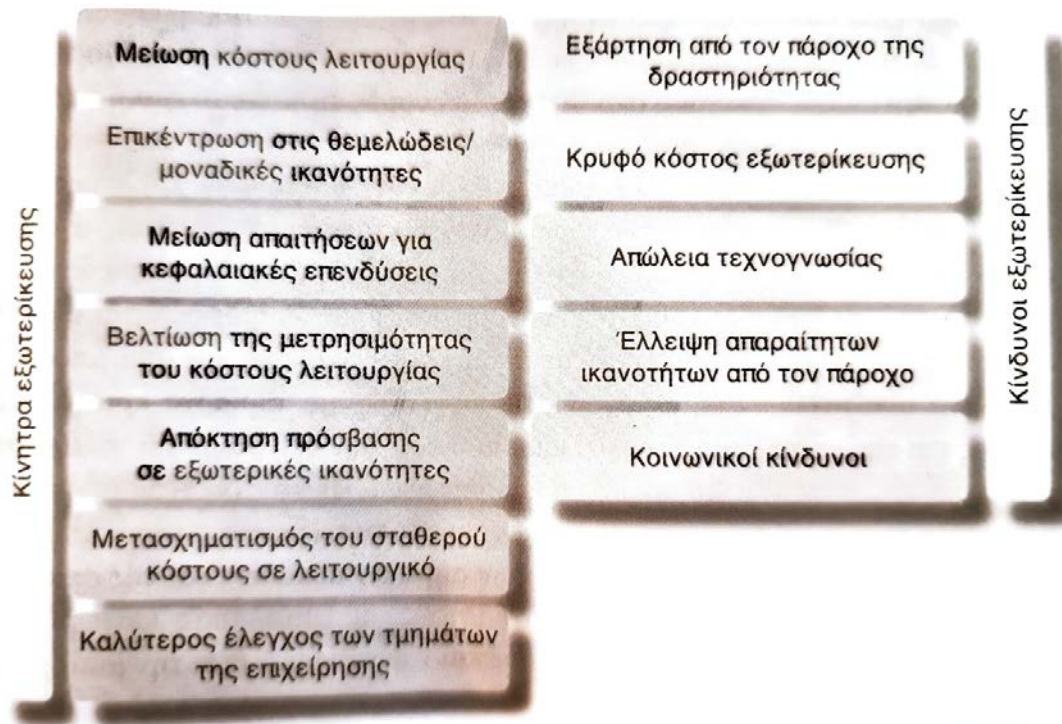 Κίνητρα εξωτερίκευσης
Μείωση κόστους λειτουργίας
Επικέντρωση στις θεμελώδεις/
μοναδικές ικανότητες
Μείωση απαιτήσεων για
κεφαλαιακές επενδύσεις
Βελτίωση της μετρησιμότητας
του κόστους λειτουργίας
Απόκτηση πρόσβασης
σε εξωτερικές ικανότητες
Μετασχηματισμός του σταθερού
κόστους σε λειτουργικό
Καλύτερος έλεγχος των τμημάτων
της επιχείρησης
Εξάρτηση από τον πάροχο της
δραστηριότητας
Κρυφό κόστος εξωτερίκευσης
Απώλεια τεχνογνωσίας
Έλλειψη απαραίτητων
ικανοτήτων από τον πάροχο
Κοινωνικοί κίνδυνοι
Κίνδυνοι εξωτερίκευσης